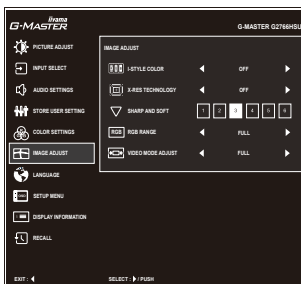 iiyama
G-MASTER
G-MASTER G2766HSU
PICTURE ADJUST
INPUT SELECT
AUDIO SETTINGS
STORE USER SETTING
COLOR SETTINGS
IMAGE ADJUST
LANGUAGE
SETUP MENU
DISPLAY INFORMATION
RECALL
IMAGE ADJUST
I-STYLE COLOR OFF
X-RES TECHNOLOGY OFF
SHARP AND SOFT 1 2 3 4 5 6
RGB RGB RANGE FULL
VIDEO MODE ADJUST FULL
EXIT :
SELECT : / PUSH